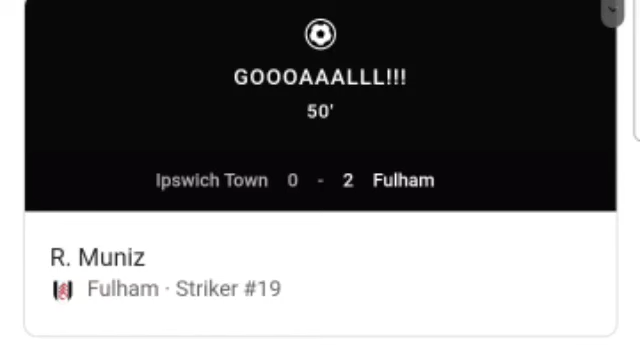 GOOOAAALLL!!!
50'
Ipswich Town 0 - 2 Fulham
R. Muniz
Fulham · Striker #19